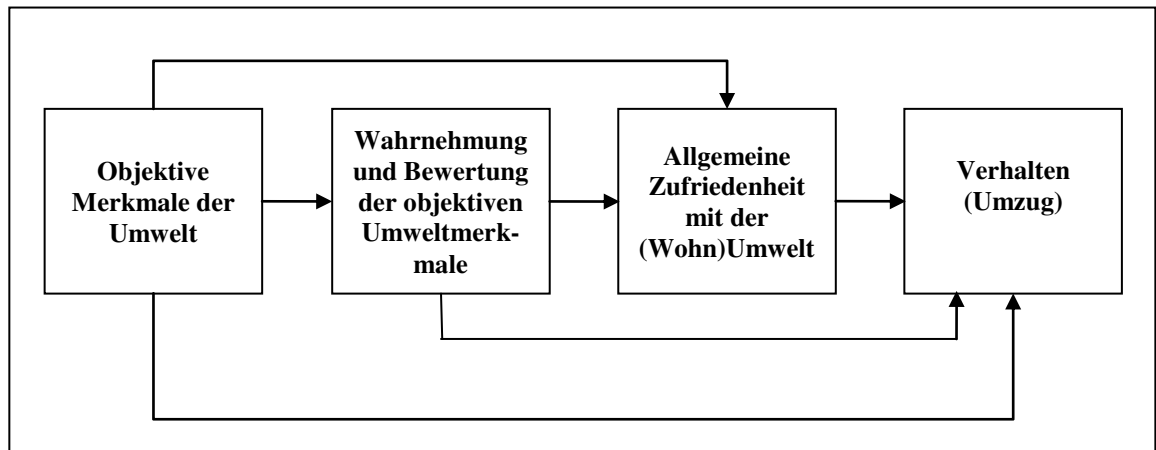 Objektive
Merkmale der
Umwelt
Wahrnehmung
und Bewertung
der objektiven
Umweltmerk-
male
Allgemeine
Zufriedenheit
mit der
(Wohn)Umwelt
Verhalten
(Umzug)